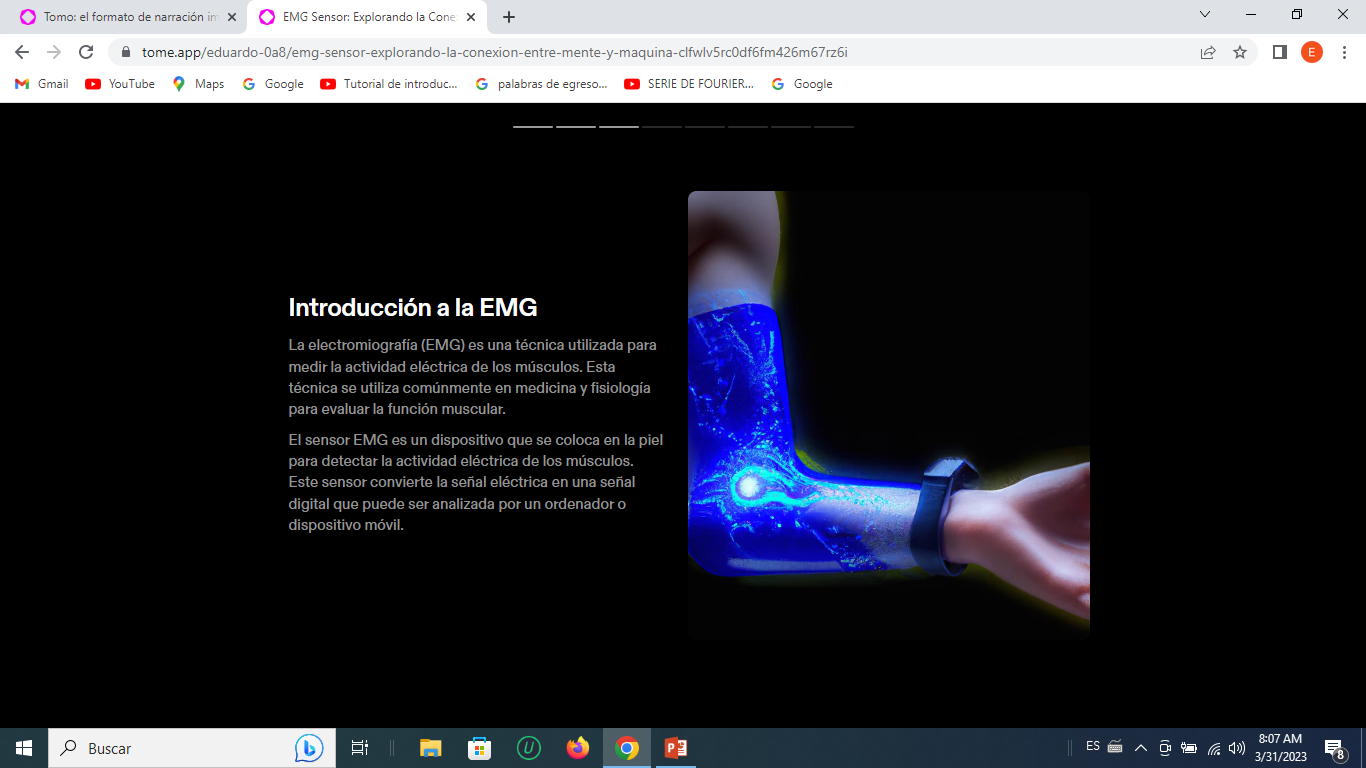 Tomo: el formato de narración im
EMG Sensor: Explorando la Cone
tome.app/eduardo-0a8/emg-sensor-explorando-la-conexion-entre-mente-y-maquina-clfwlv5rc0df6fm426m67rz6i
E
Gmail
YouTube
Maps
Google
Tutorial de introduc...
palabras de egreso...
SERIE DE FOURIER...
Google
Introducción a la EMG
La electromiografía (EMG) es una técnica utilizada para
medir la actividad eléctrica de los músculos. Esta
técnica se utiliza comúnmente en medicina y fisiología
para evaluar la función muscular.
El sensor EMG es un dispositivo que se coloca en la piel
para detectar la actividad eléctrica de los músculos.
Este sensor convierte la señal eléctrica en una señal
digital que puede ser analizada por un ordenador o
dispositivo móvil.
Buscar
ES
8:07 AM
3/31/2023
8